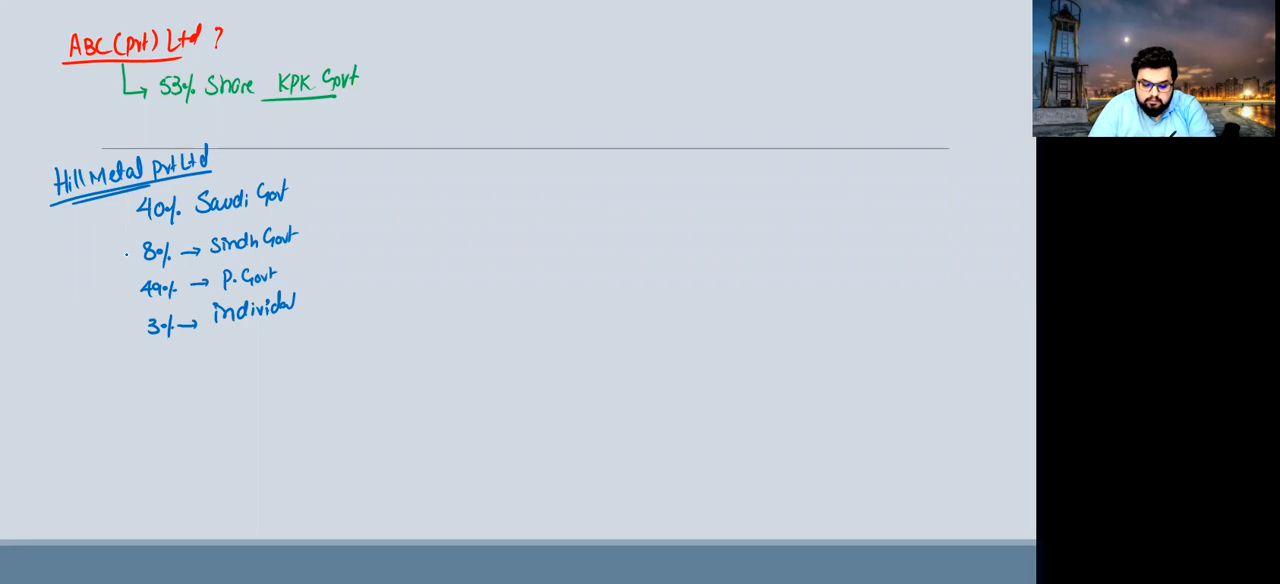 ABC (Pvt) Ltd ?
↳ 53% Share KPK Govt
Hill Metal Pvt Ltd
40% Saudi Govt
8% → Sindh Govt
49% → P. Govt
3% → individal